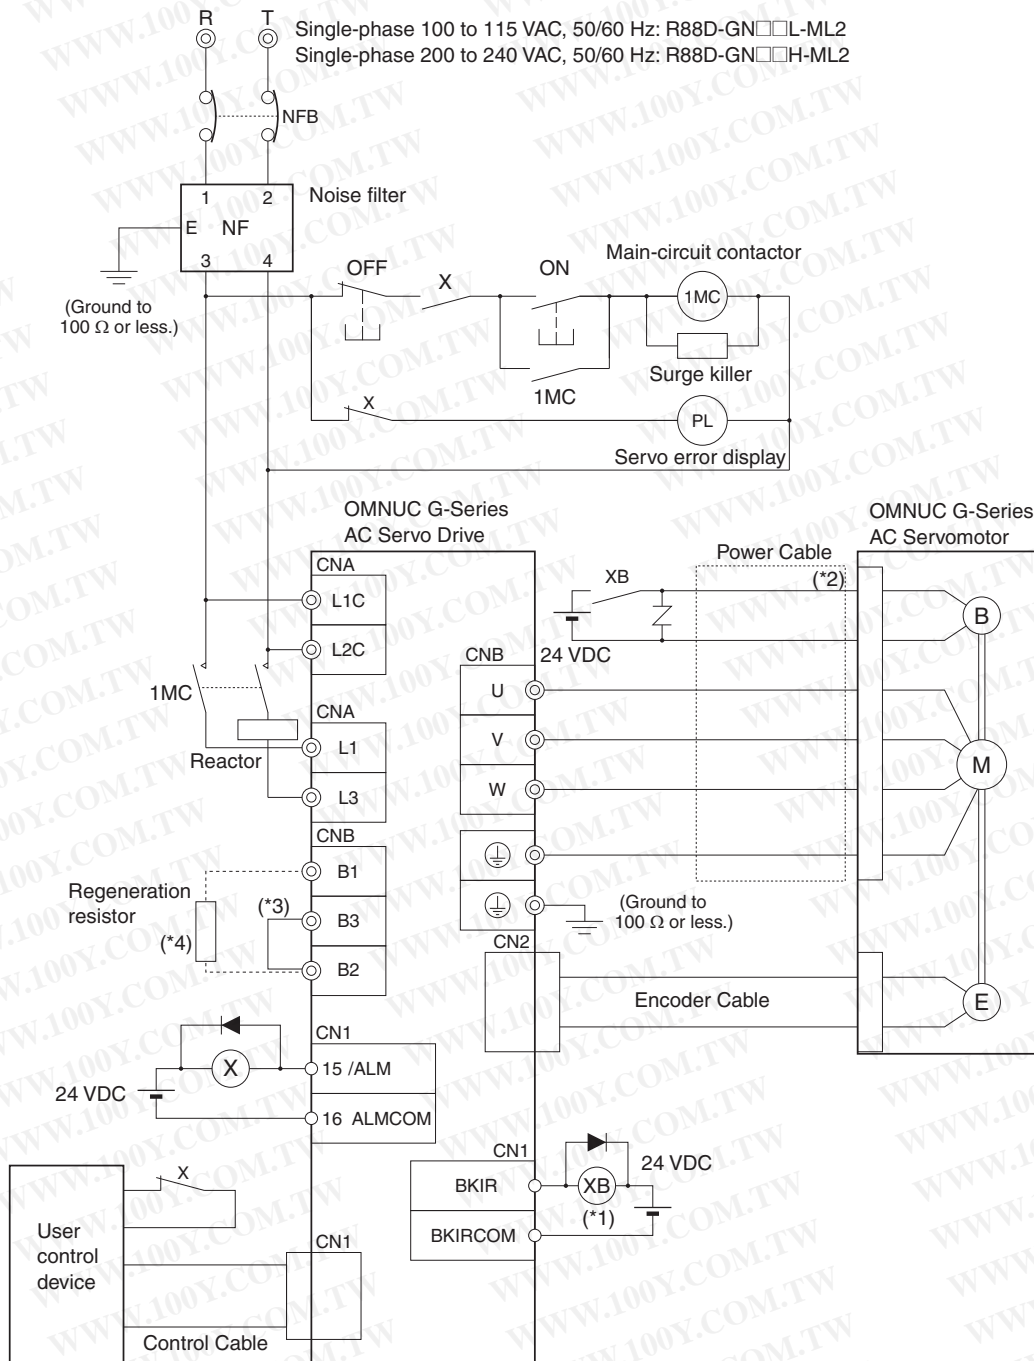 R T
Single-phase 100 to 115 VAC, 50/60 Hz: R88D-GN□□L-ML2
Single-phase 200 to 240 VAC, 50/60 Hz: R88D-GN□□H-ML2
NFB
1 2
Noise filter
E NF
3 4
(Ground to
100 Ω or less.)
OFF
X
ON
Main-circuit contactor
1MC
Surge killer
1MC
X
PL
Servo error display
OMNUC G-Series
AC Servo Drive
OMNUC G-Series
AC Servomotor
CNA
L1C
L2C
XB
Power Cable
(*2)
B
24 VDC
1MC
CNA
Reactor
L1
L3
CNB
U
V
W
M
CNB
B1
Regeneration
resistor
(*3)
B3
(*4)
B2
(Ground to
100 Ω or less.)
CN2
Encoder Cable
E
CN1
X
15 /ALM
24 VDC
16 ALMCOM
CN1
24 VDC
BKIR
XB
(*1)
BKIRCOM
X
User
control
device
CN1
Control Cable
WWW.100Y.COM.TW